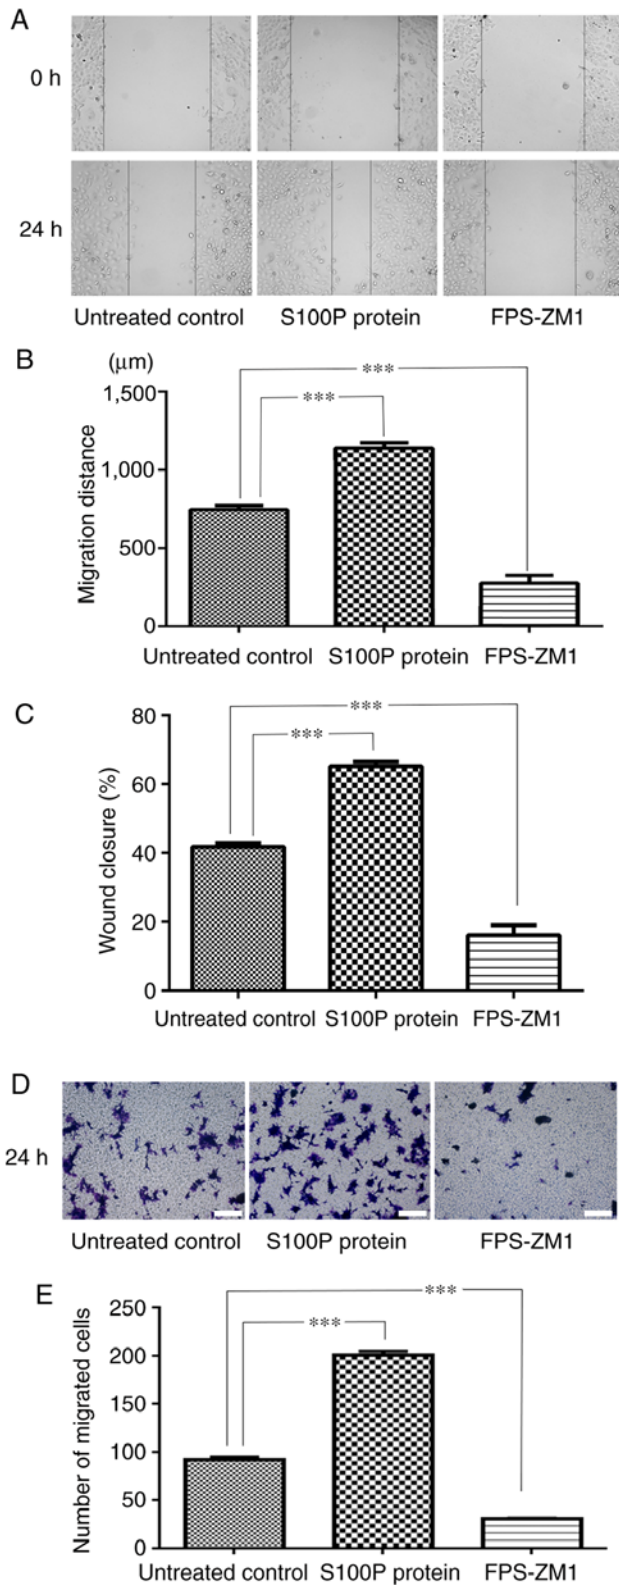 A
0 h
24 h
Untreated control S100P protein FPS-ZM1
B
(μm)
Migration distance
1,500
1,000
500
0
***
***
Untreated control S100P protein FPS-ZM1
C
Wound closure (%)
80
60
40
20
0
***
***
Untreated control S100P protein FPS-ZM1
D
24 h
Untreated control S100P protein FPS-ZM1
E
Number of migrated cells
250
200
150
100
50
0
***
***
Untreated control S100P protein FPS-ZM1